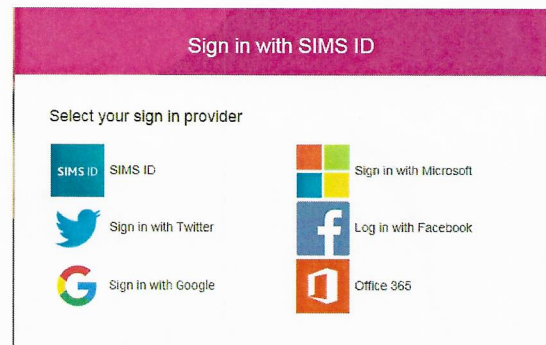 Sign in with SIMS ID
Select your sign in provider
SIMS ID SIMS ID
Sign in with Microsoft
Sign in with Twitter
Log in with Facebook
Sign in with Google
Office 365